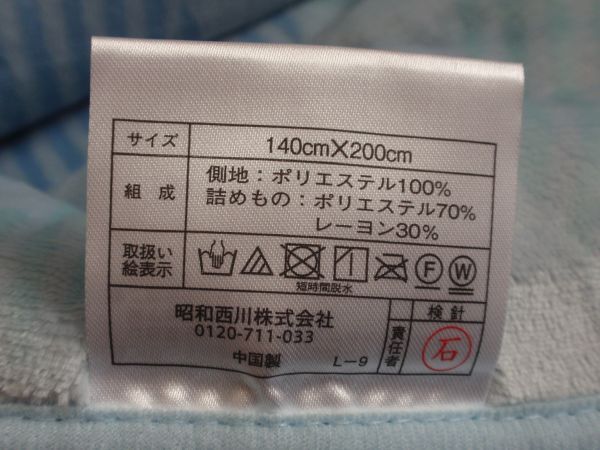 サイズ 140cm×200cm
組成 側地：ポリエステル100%
詰めもの：ポリエステル70%
レーヨン30%
取扱い
絵表示 F W
短時間脱水
昭和西川株式会社
0120-711-033
中国製 L-9
検針
責任者 石